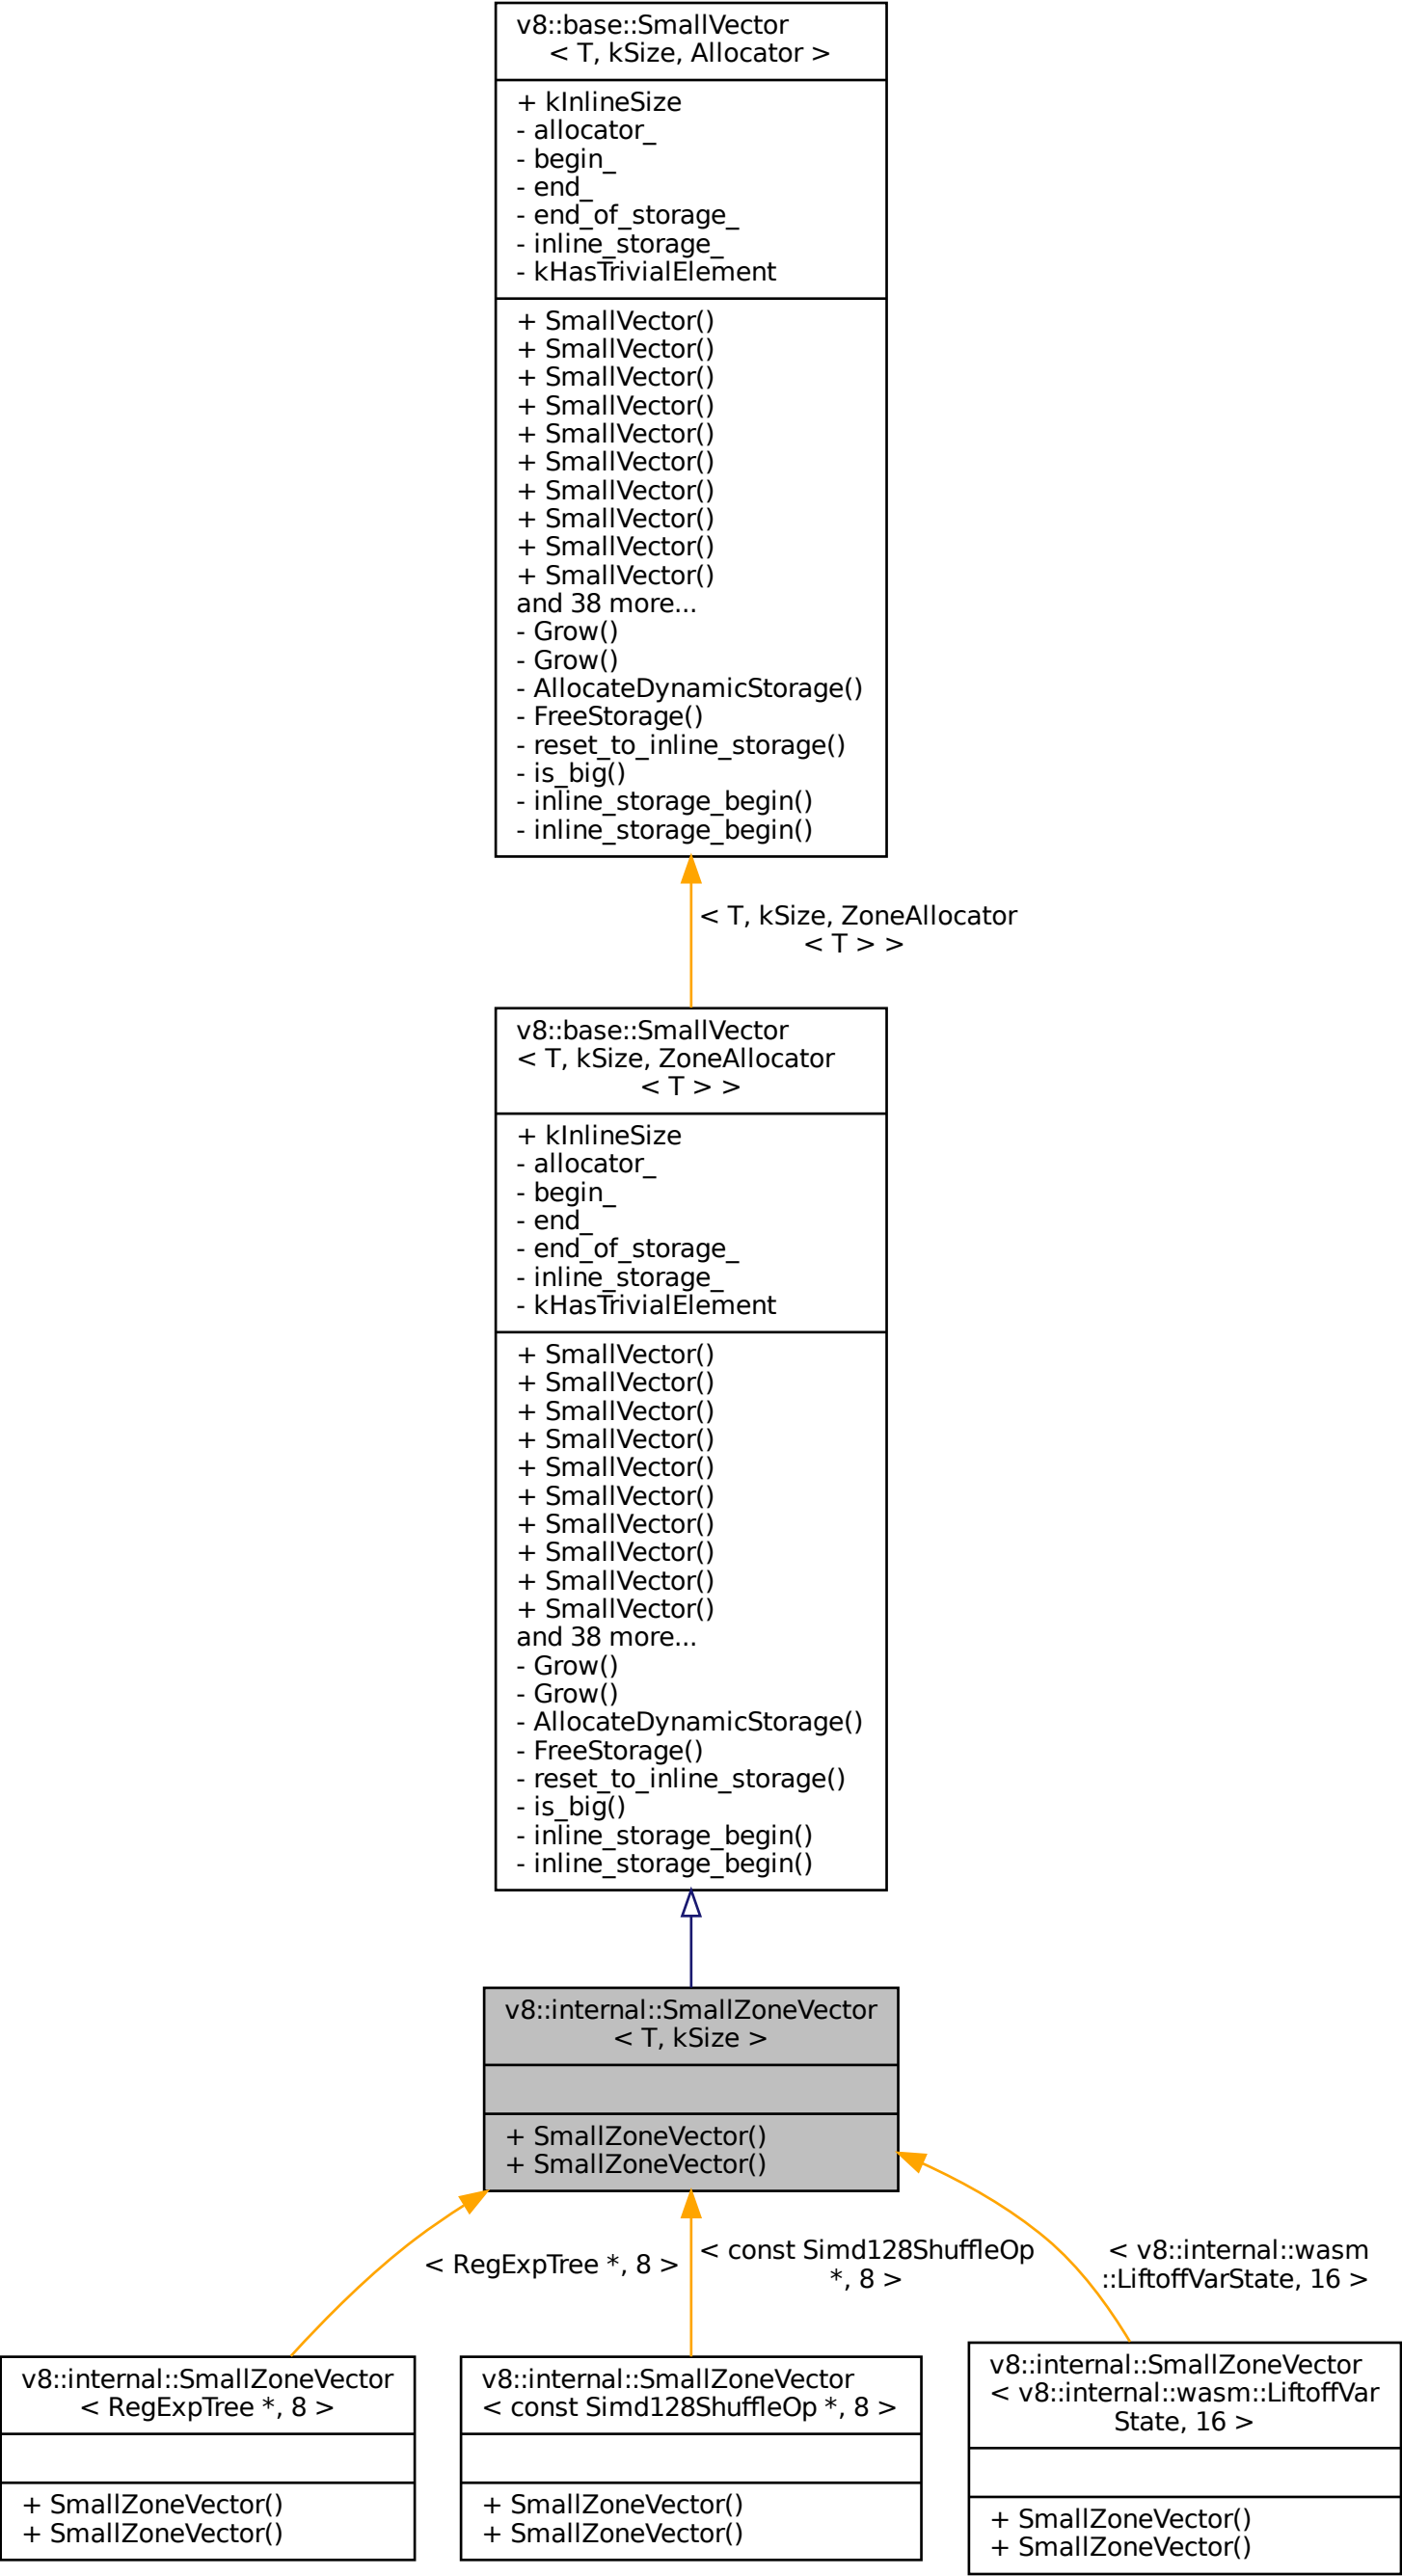 v8::base::SmallVector
< T, kSize, Allocator >
+ kInlineSize
- allocator_
- begin_
- end_
- end_of_storage_
- inline_storage_
- kHasTrivialElement
+ SmallVector()
+ SmallVector()
+ SmallVector()
+ SmallVector()
+ SmallVector()
+ SmallVector()
+ SmallVector()
+ SmallVector()
+ SmallVector()
+ SmallVector()
and 38 more...
- Grow()
- Grow()
- AllocateDynamicStorage()
- FreeStorage()
- reset_to_inline_storage()
- is_big()
- inline_storage_begin()
- inline_storage_begin()
< T, kSize, ZoneAllocator
< T > >
v8::base::SmallVector
< T, kSize, ZoneAllocator
< T > >
+ kInlineSize
- allocator_
- begin_
- end_
- end_of_storage_
- inline_storage_
- kHasTrivialElement
+ SmallVector()
+ SmallVector()
+ SmallVector()
+ SmallVector()
+ SmallVector()
+ SmallVector()
+ SmallVector()
+ SmallVector()
+ SmallVector()
+ SmallVector()
and 38 more...
- Grow()
- Grow()
- AllocateDynamicStorage()
- FreeStorage()
- reset_to_inline_storage()
- is_big()
- inline_storage_begin()
- inline_storage_begin()
v8::internal::SmallZoneVector
< T, kSize >
+ SmallZoneVector()
+ SmallZoneVector()
< RegExpTree *, 8 >
< const Simd128ShuffleOp
*, 8 >
< v8::internal::wasm
::LiftoffVarState, 16 >
v8::internal::SmallZoneVector
< RegExpTree *, 8 >
+ SmallZoneVector()
+ SmallZoneVector()
v8::internal::SmallZoneVector
< const Simd128ShuffleOp *, 8 >
+ SmallZoneVector()
+ SmallZoneVector()
v8::internal::SmallZoneVector
< v8::internal::wasm::LiftoffVar
State, 16 >
+ SmallZoneVector()
+ SmallZoneVector()